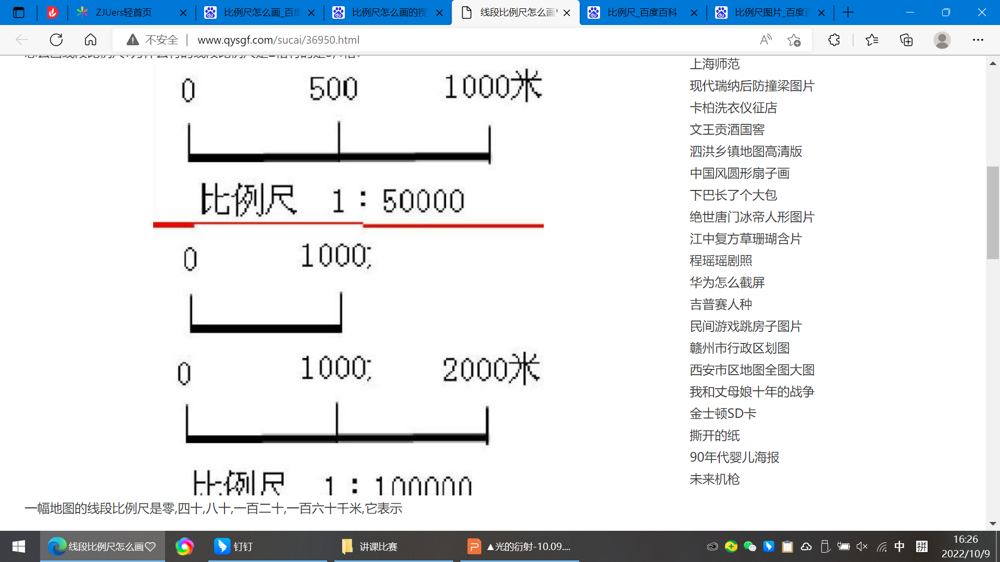 ZJUers轻首页
比例尺怎么画_百度
比例尺怎么画的搜
线段比例尺怎么画
比例尺_百度百科
比例尺图片_百度百
不安全
www.qysgf.com/sucai/36950.html
0 500 1000米
比例尺 1：50000
0 1000
0 1000 2000米
比例尺 1：100000
一幅地图的线段比例尺是零,四十,八十,一百二十,一百六十千米,它表示
上海师范
现代瑞纳后防撞梁图片
卡柏洗衣仪征店
文王贡酒国窖
泗洪乡镇地图高清版
中国风圆形扇子画
下巴长了个大包
绝世唐门冰帝人形图片
江中复方草珊瑚含片
程瑶瑶剧照
华为怎么截屏
吉普赛人种
民间游戏跳房子图片
赣州市行政区划图
西安市区地图全图大图
我和丈母娘十年的战争
金士顿SD卡
撕开的纸
90年代婴儿海报
未来机枪
线段比例尺怎么画♡
钉钉
讲课比赛
▲光的衍射-10.09....
中
拼
16:26
2022/10/9